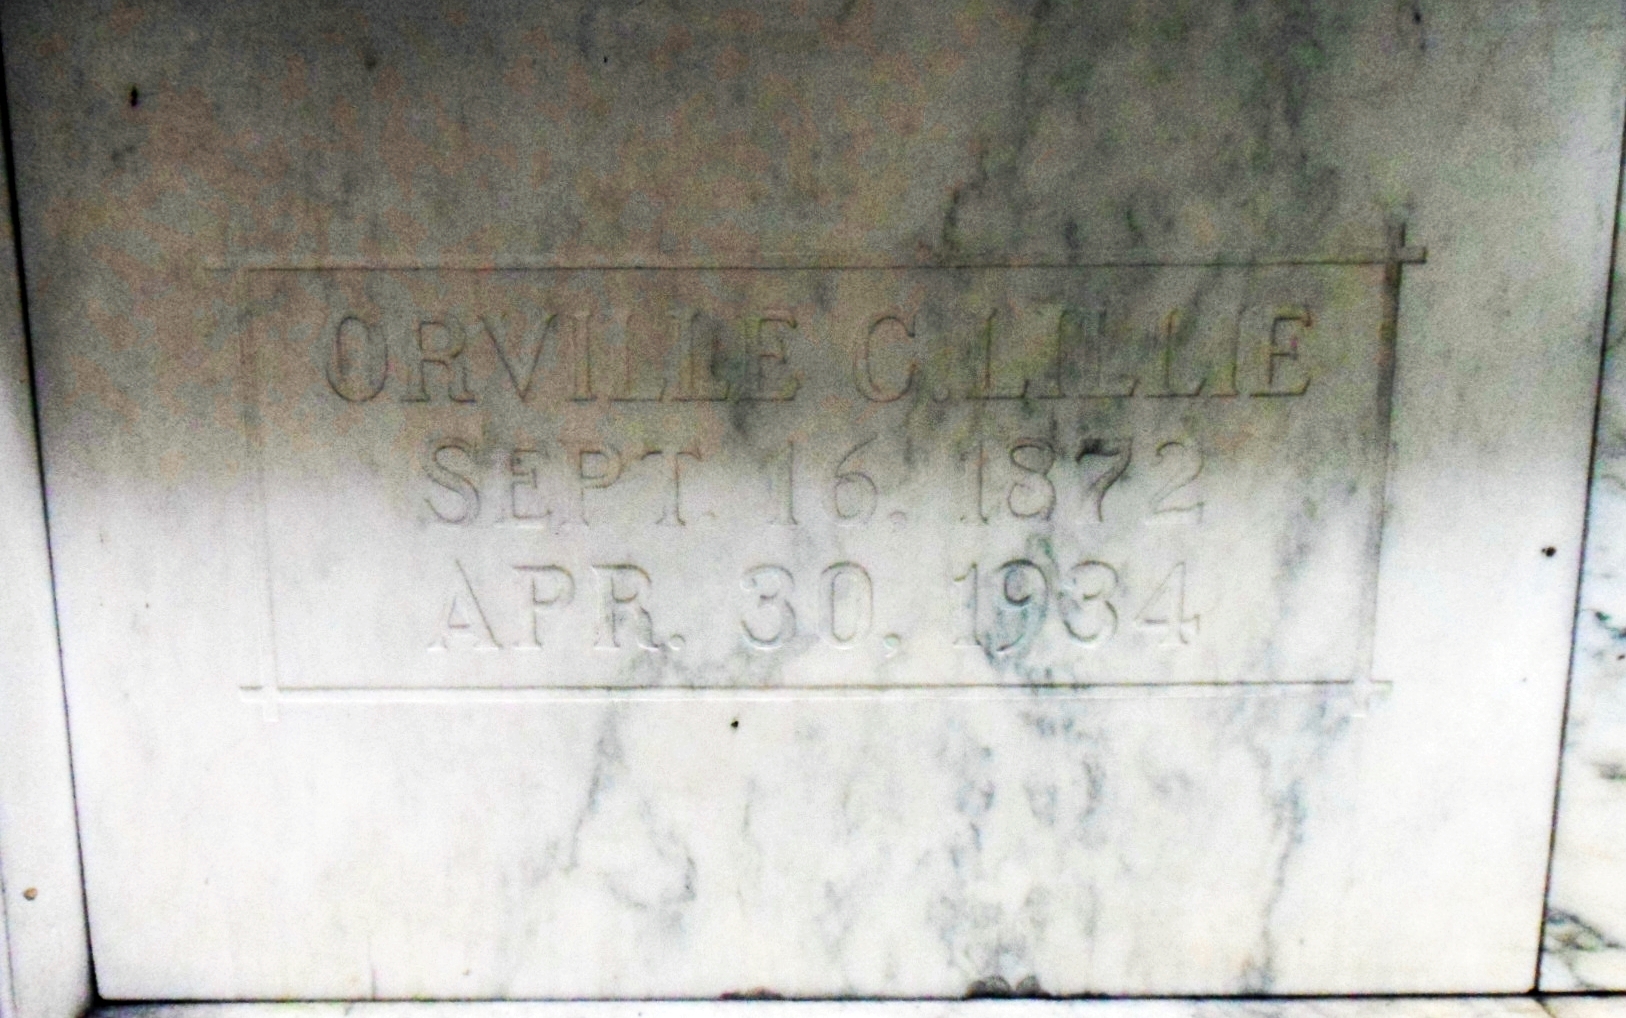 ORVILLE C. LILLIE
SEPT. 16, 1872
APR. 30, 1934